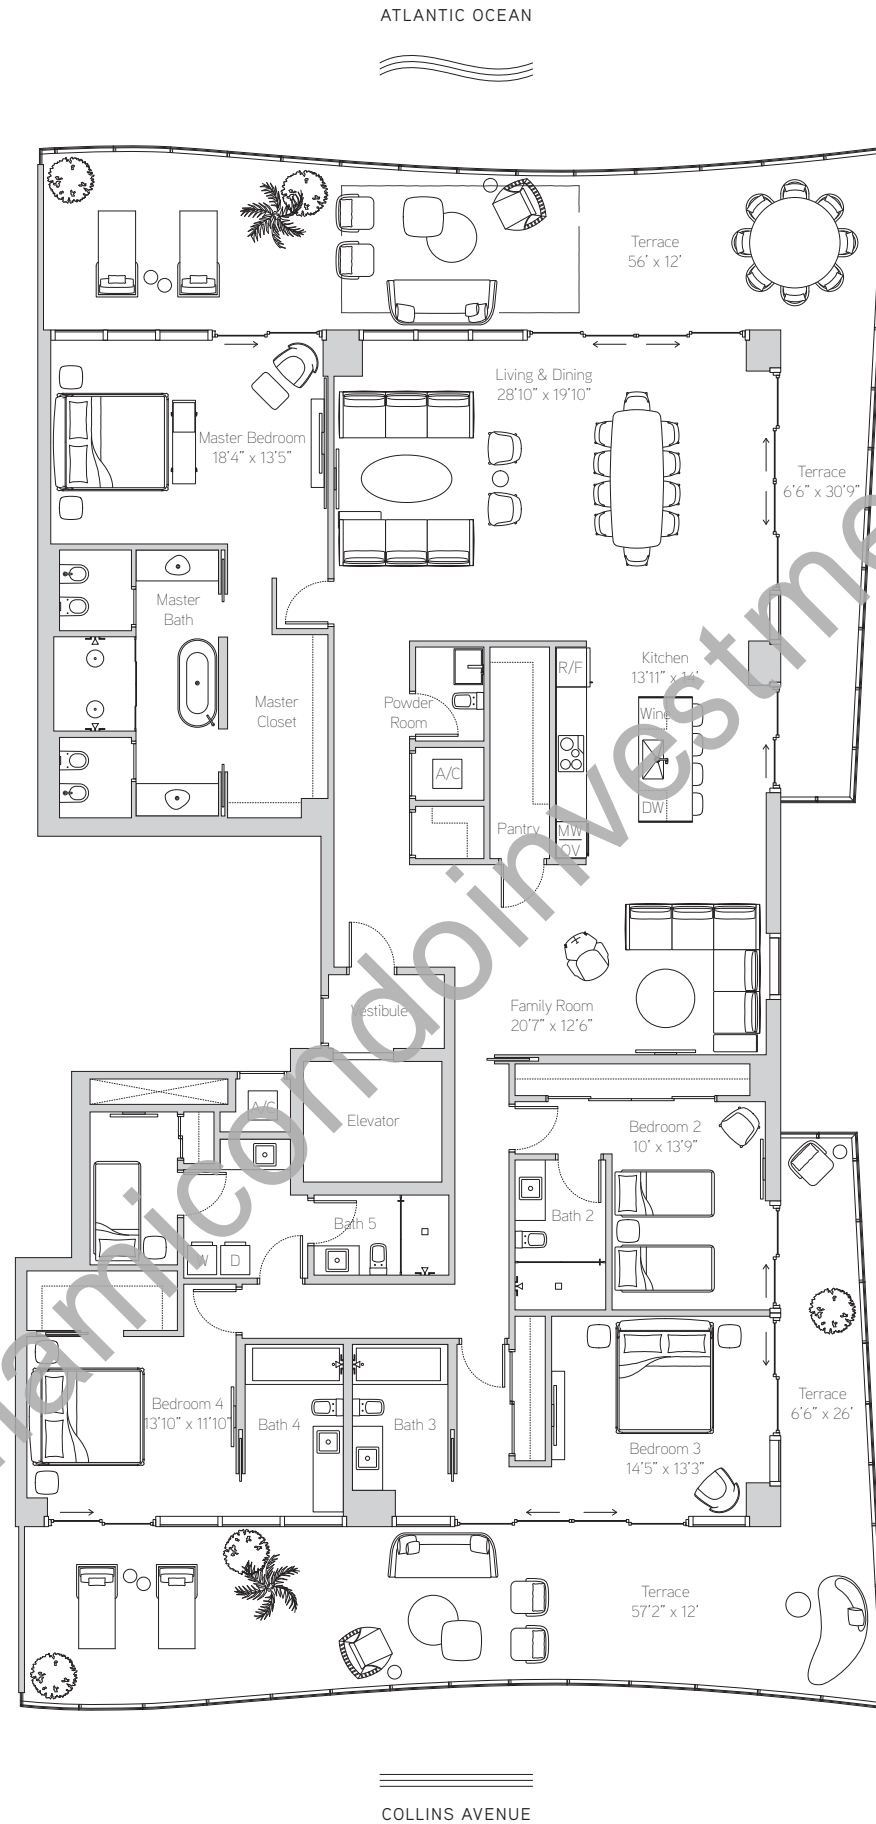 ATLANTIC OCEAN
Terrace
56' x 12'
Living & Dining
28'10" x 19'10"
Master Bedroom
18'4" x 13'5"
Terrace
6'6" x 30'9"
Master
Bath
Kitchen
13'11" x 14'
R/F
Master
Closet
Powder
Room
Wine
A/C
DW
Pantry
MW
OV
Family Room
20'7" x 12'6"
Vestibule
A/C
Elevator
Bedroom 2
10' x 13'9"
Bath 5
Bath 2
W
D
Bedroom 4
13'10" x 11'10"
Bath 4
Bath 3
Terrace
6'6" x 26'
Bedroom 3
14'5" x 13'3"
Terrace
57'2" x 12'
COLLINS AVENUE
amicondoinvestme